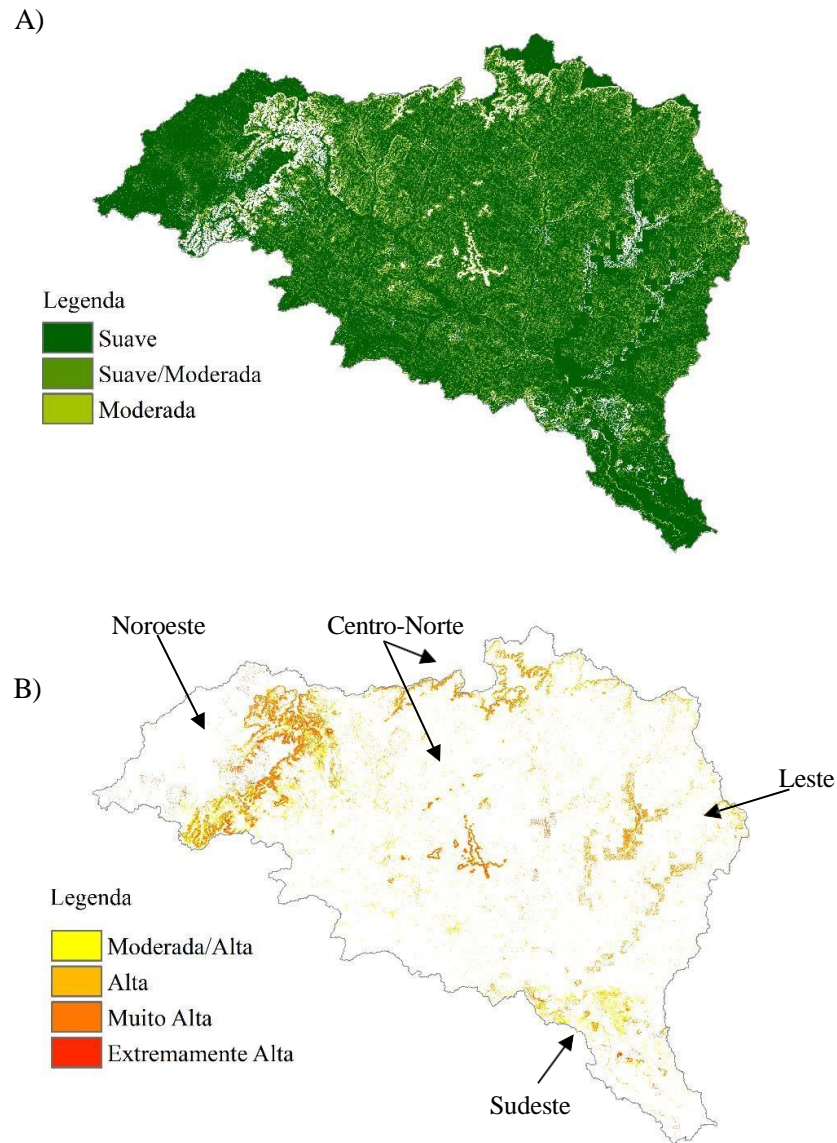 A)
Legenda
Suave
Suave/Moderada
Moderada
Noroeste
Centro-Norte
B)
Leste
Legenda
Moderada/Alta
Alta
Muito Alta
Extremamente Alta
Sudeste